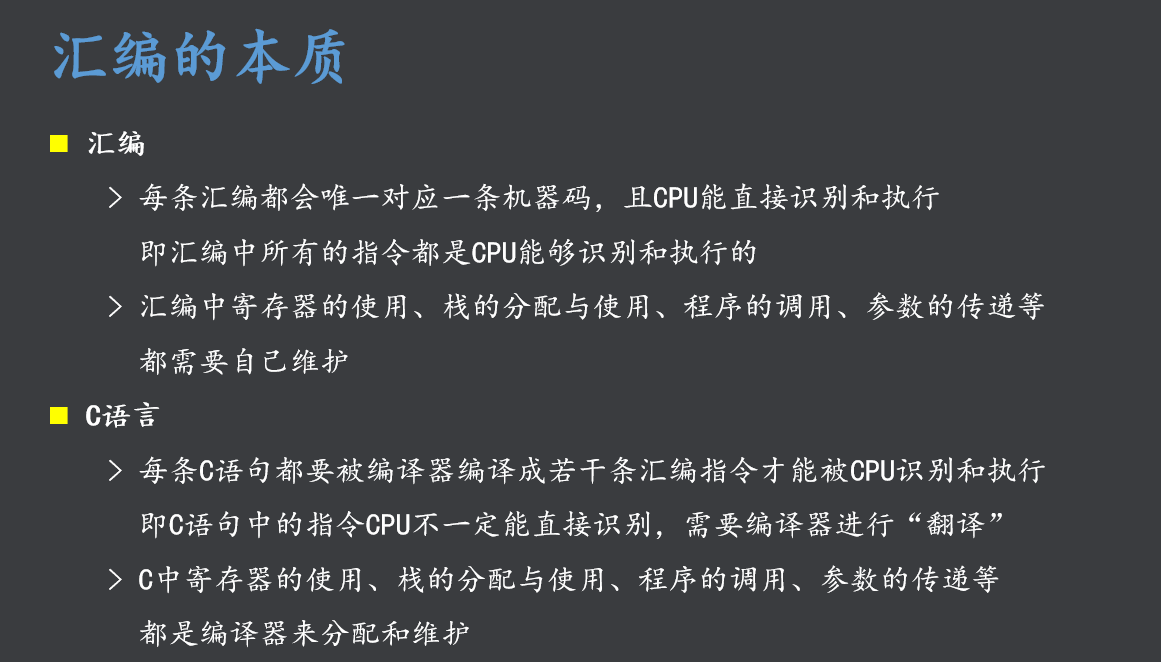 汇编的本质
汇编
每条汇编都会唯一对应一条机器码，且CPU能直接识别和执行
即汇编中所有的指令都是CPU能够识别和执行的
汇编中寄存器的使用、栈的分配与使用、程序的调用、参数的传递等
都需要自己维护
C语言
每条C语句都要被编译器编译成若干条汇编指令才能被CPU识别和执行
即C语句中的指令CPU不一定能直接识别，需要编译器进行“翻译”
C中寄存器的使用、栈的分配与使用、程序的调用、参数的传递等
都是编译器来分配和维护